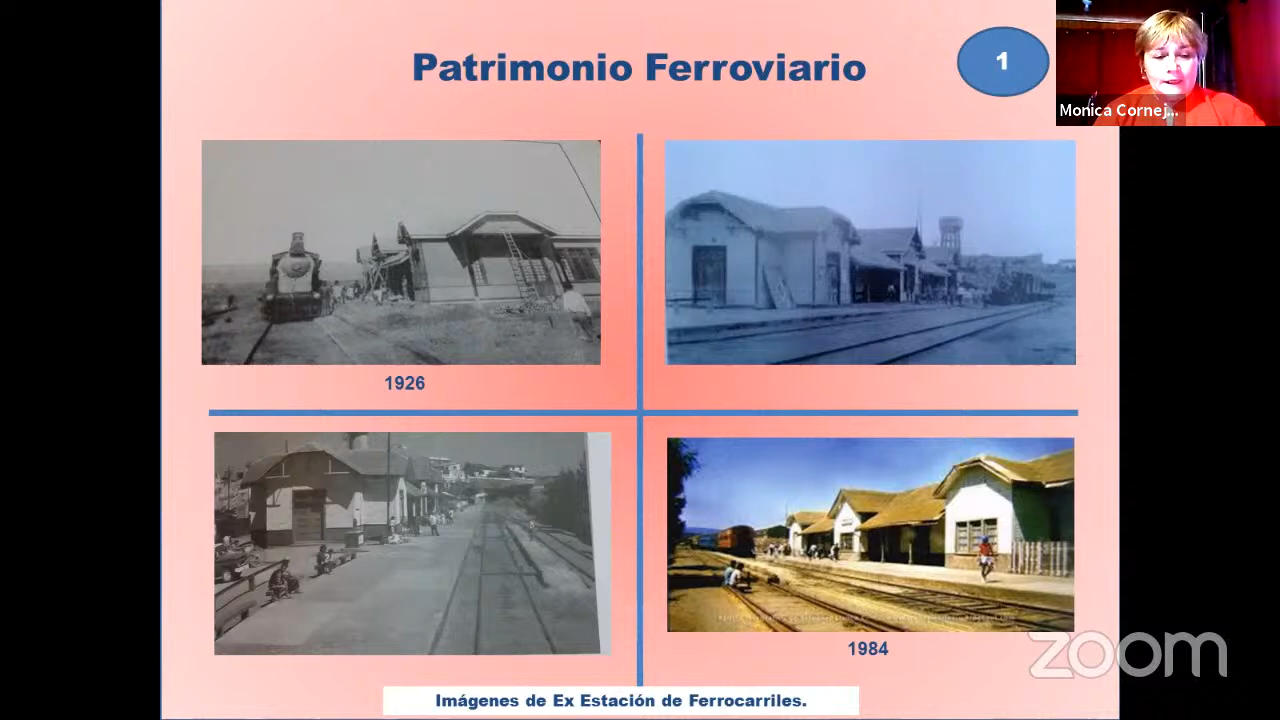 Patrimonio Ferroviario
1
Monica Cornej...
1926
1984
Imágenes de Ex Estación de Ferrocarriles.
zoom